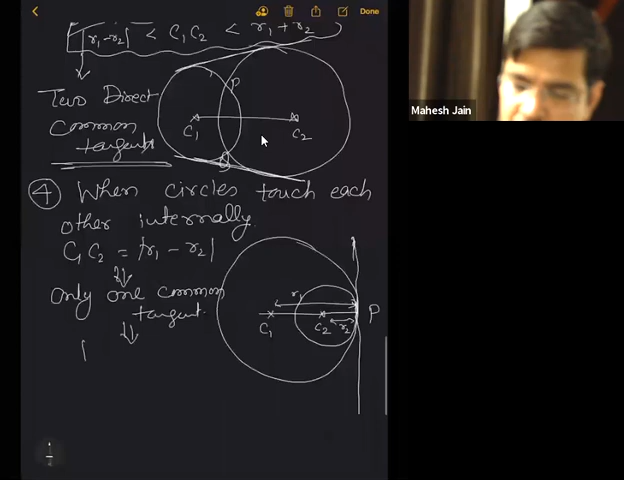 Done
|r₁-r₂| < C₁C₂ < r₁+r₂
Two Direct
Common
tangents
P
Q
C₁
C₂
④ When circles touch each
other internally.
C₁C₂ = |r₁ - r₂|
Only one common
tangent.
r₁
C₁
C₂
r₂
P
Mahesh Jain